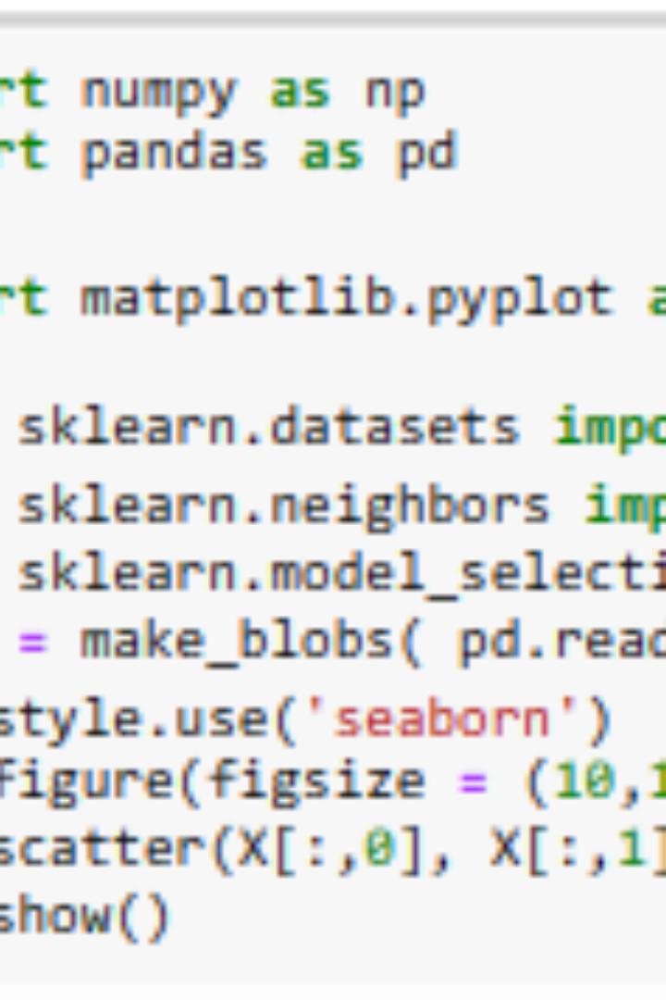 rt numpy as np
rt pandas as pd
rt matplotlib.pyplot a
sklearn.datasets impo
sklearn.neighbors imp
sklearn.model_selecti
= make_blobs( pd.read
style.use('seaborn')
figure(figsize = (10,1
scatter(X[:,0], X[:,1]
show()